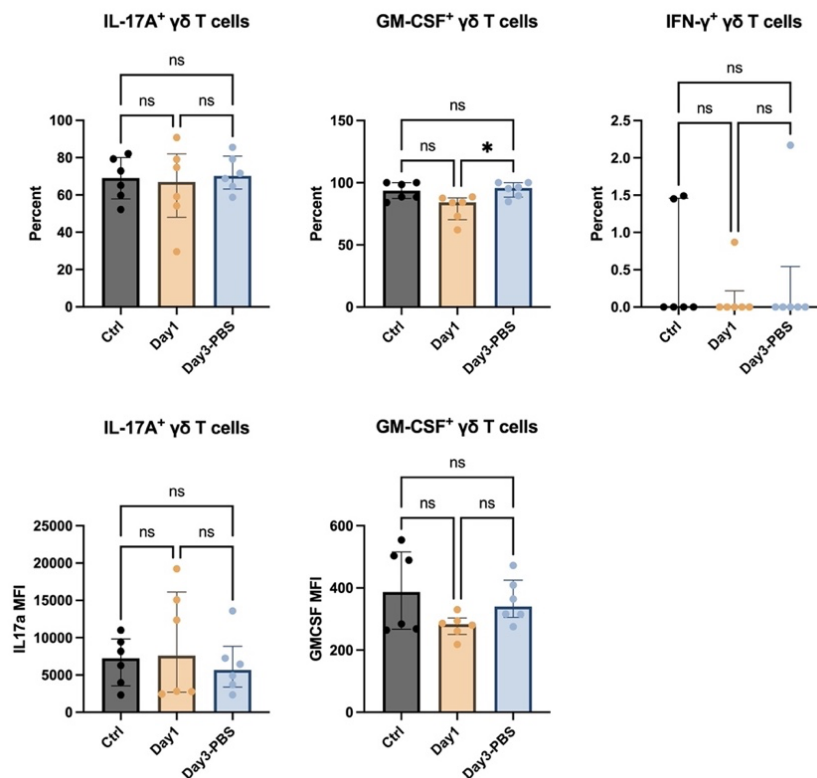 IL-17A⁺ γδ T cells
ns
ns
ns
Percent
100
80
60
40
20
0
Ctrl
Day1
Day3-PBS
GM-CSF⁺ γδ T cells
ns
ns
*
Percent
150
100
50
0
Ctrl
Day1
Day3-PBS
IFN-γ⁺ γδ T cells
ns
ns
ns
Percent
2.5
2.0
1.5
1.0
0.5
0.0
Ctrl
Day1
Day3-PBS
IL-17A⁺ γδ T cells
ns
ns
ns
IL17a MFI
25000
20000
15000
10000
5000
0
Ctrl
Day1
Day3-PBS
GM-CSF⁺ γδ T cells
ns
ns
ns
GMCSF MFI
600
400
200
0
Ctrl
Day1
Day3-PBS